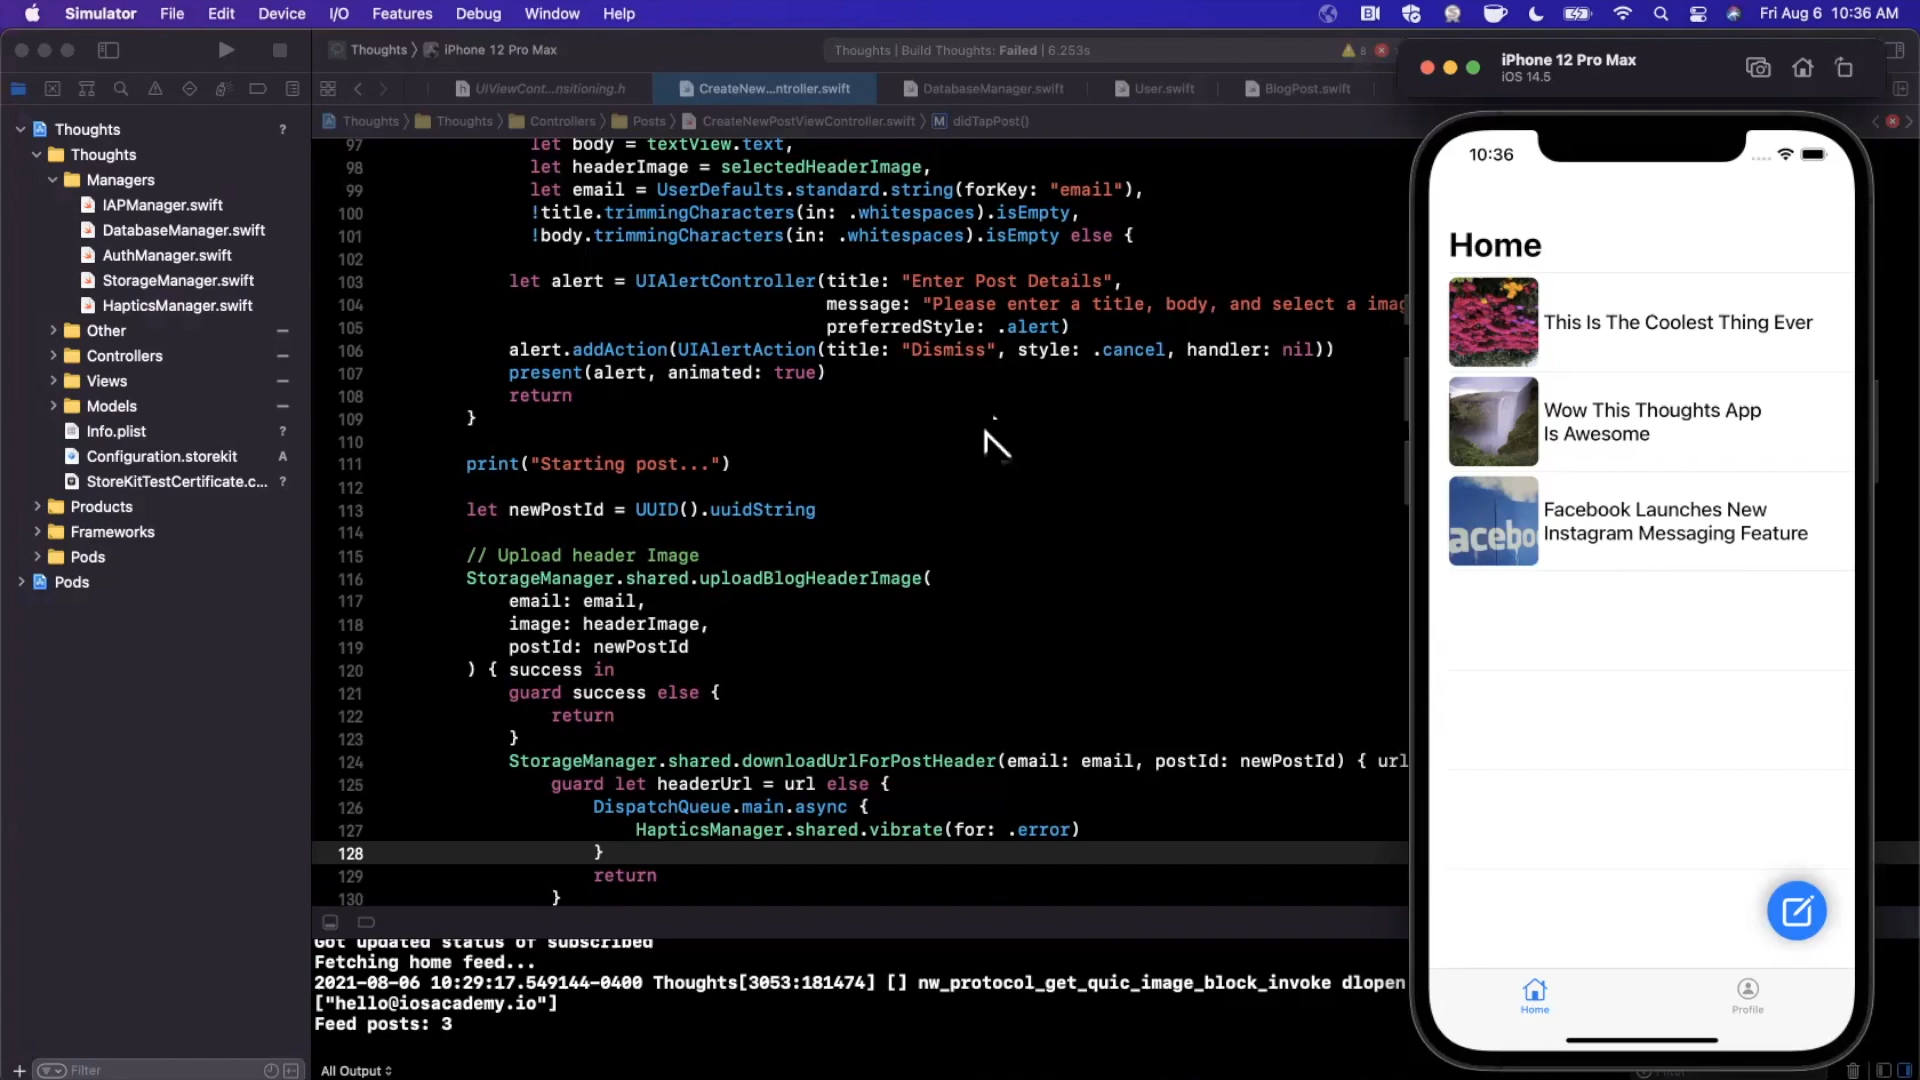 Simulator File Edit Device I/O Features Debug Window Help Fri Aug 6 10:36 AM
Thoughts iPhone 12 Pro Max Thoughts | Build Thoughts: Failed | 6.253s 8
iPhone 12 Pro Max
iOS 14.5
UIViewCont...nsitioning.h CreateNew...ntroller.swift DatabaseManager.swift User.swift BlogPost.swift
Thoughts Thoughts Controllers Posts CreateNewPostViewController.swift M didTapPost()
Thoughts ?
Thoughts
Managers
IAPManager.swift
DatabaseManager.swift
AuthManager.swift
StorageManager.swift
HapticsManager.swift
Other
Controllers
Views
Models
Info.plist ?
Configuration.storekit A
StoreKitTestCertificate.c... ?
Products
Frameworks
Pods
Pods
Filter
97 let body = textView.text,
98 let headerImage = selectedHeaderImage,
99 let email = UserDefaults.standard.string(forKey: "email"),
100 !title.trimmingCharacters(in: .whitespaces).isEmpty,
101 !body.trimmingCharacters(in: .whitespaces).isEmpty else {
102
103 let alert = UIAlertController(title: "Enter Post Details",
104 message: "Please enter a title, body, and select a imag
105 preferredStyle: .alert)
106 alert.addAction(UIAlertAction(title: "Dismiss", style: .cancel, handler: nil))
107 present(alert, animated: true)
108 return
109 }
110
111 print("Starting post...")
112
113 let newPostId = UUID().uuidString
114
115 // Upload header Image
116 StorageManager.shared.uploadBlogHeaderImage(
117 email: email,
118 image: headerImage,
119 postId: newPostId
120 ) { success in
121 guard success else {
122 return
123 }
124 StorageManager.shared.downloadUrlForPostHeader(email: email, postId: newPostId) { url
125 guard let headerUrl = url else {
126 DispatchQueue.main.async {
127 HapticsManager.shared.vibrate(for: .error)
128 }
129 return
130 }
Got updated status of subscribed
Fetching home feed...
2021-08-06 10:29:17.549144-0400 Thoughts[3053:181474] [] nw_protocol_get_quic_image_block_invoke dlopen
["hello@iosacademy.io"]
Feed posts: 3
All Output
10:36
Home
This Is The Coolest Thing Ever
Wow This Thoughts App
Is Awesome
acebo
Facebook Launches New
Instagram Messaging Feature
Home Profile